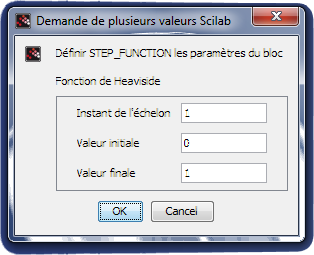 Demande de plusieurs valeurs Scilab
Définir STEP_FUNCTION les paramètres du bloc
Fonction de Heaviside
Instant de l'échelon 1
Valeur initiale 0
Valeur finale 1
OK Cancel